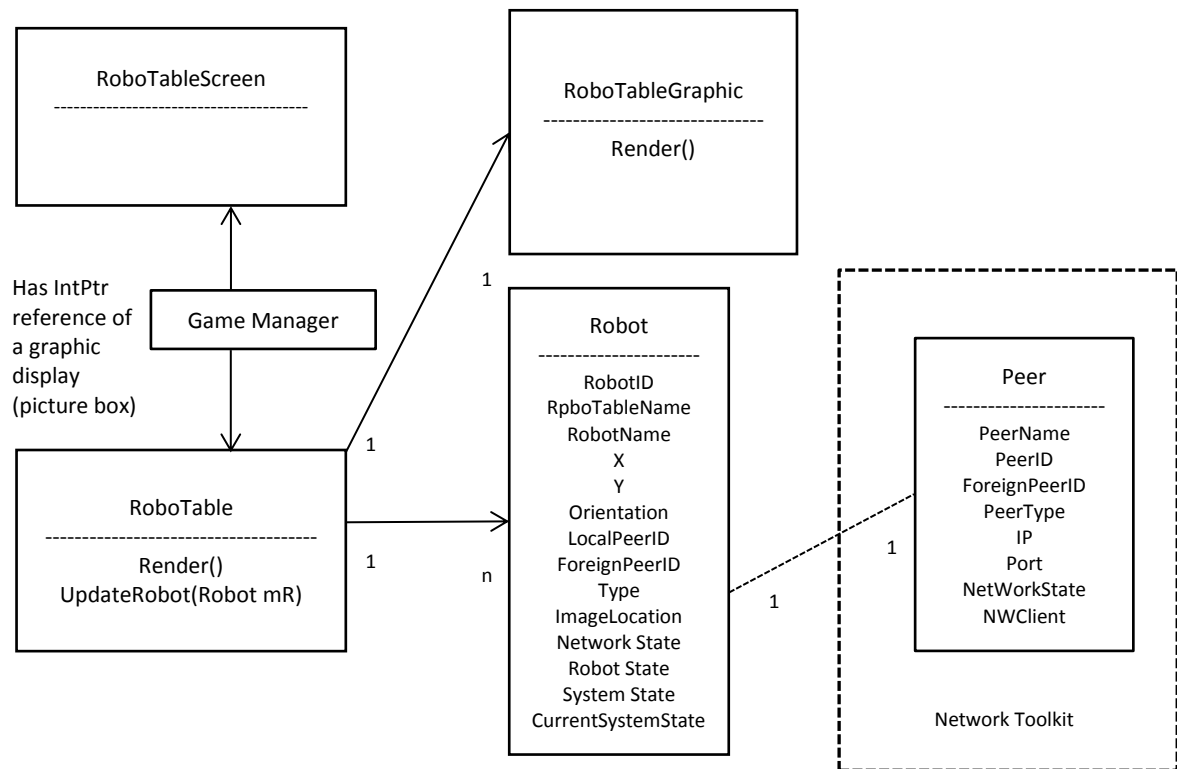 RoboTableScreen
---------------------------------------
RoboTableGraphic
---------------------------------
Render()
Has IntPtr
reference of
a graphic
display
(picture box)
Game Manager
1
1
RoboTable
------------------------------------
Render()
UpdateRobot(Robot mR)
1
n
Robot
------------------------
RobotID
RpboTableName
RobotName
X
Y
Orientation
LocalPeerID
ForeignPeerID
Type
ImageLocation
Network State
Robot State
System State
CurrentSystemState
1
1
Peer
------------------------
PeerName
PeerID
ForeignPeerID
PeerType
IP
Port
NetWorkState
NWClient
Network Toolkit